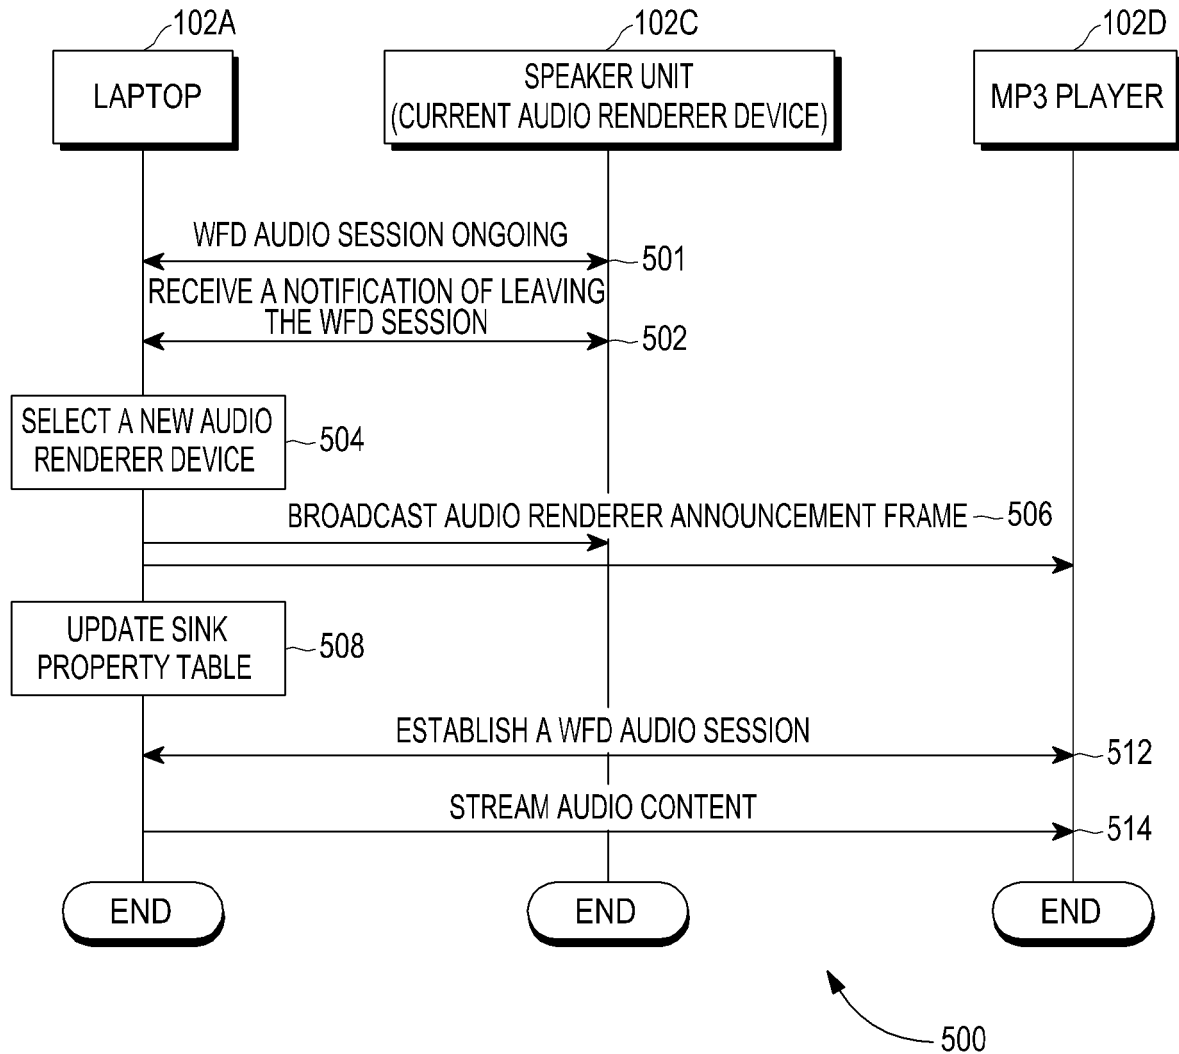 102A
102C
102D
LAPTOP
SPEAKER UNIT
(CURRENT AUDIO RENDERER DEVICE)
MP3 PLAYER
WFD AUDIO SESSION ONGOING
501
RECEIVE A NOTIFICATION OF LEAVING
THE WFD SESSION
502
SELECT A NEW AUDIO
RENDERER DEVICE
504
BROADCAST AUDIO RENDERER ANNOUNCEMENT FRAME
506
UPDATE SINK
PROPERTY TABLE
508
ESTABLISH A WFD AUDIO SESSION
512
STREAM AUDIO CONTENT
514
END
END
END
500